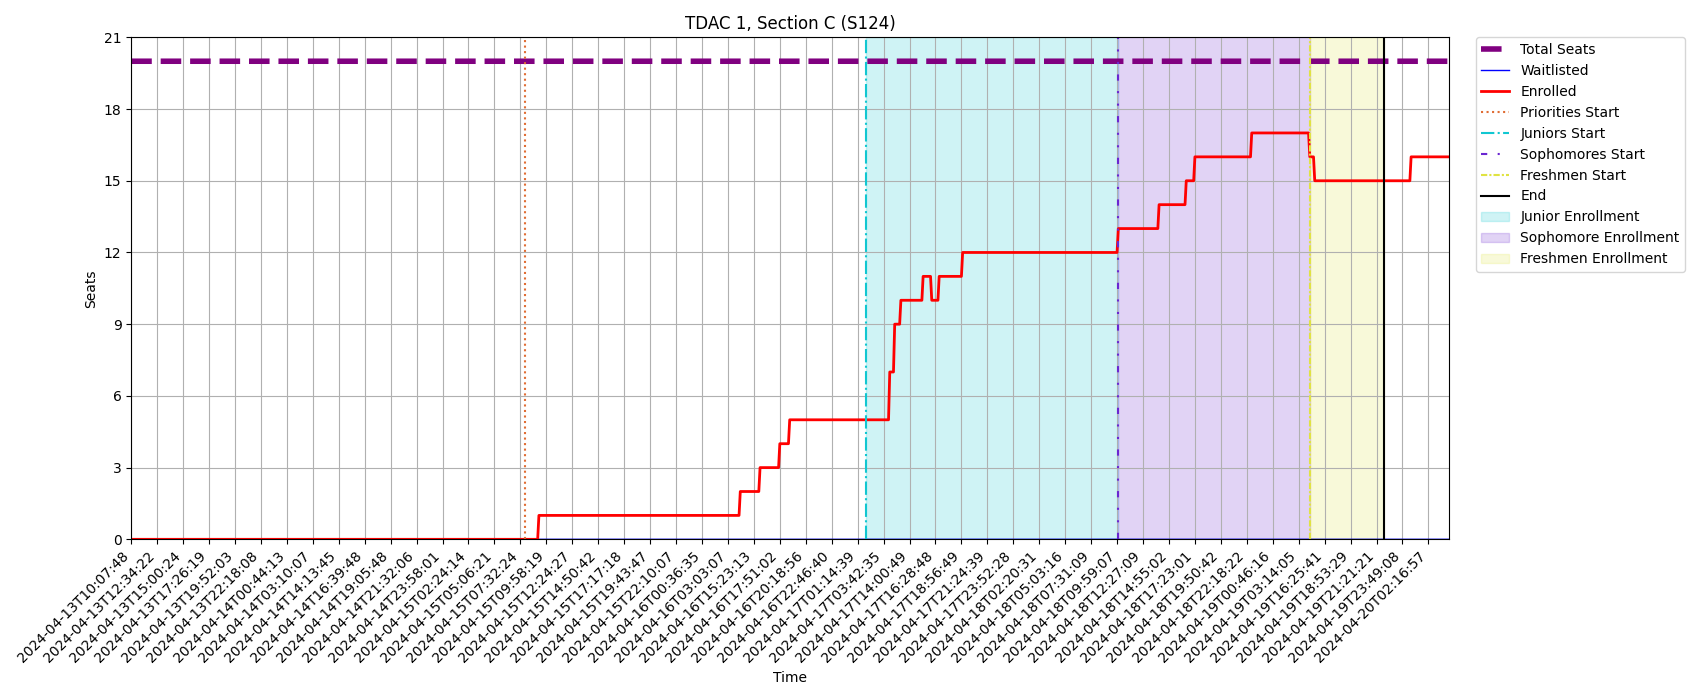 TDAC 1, Section C (S124)
21
18
15
12
9
6
3
0
Seats
2024-04-13T10:07:48
2024-04-13T12:34:22
2024-04-13T15:00:24
2024-04-13T17:26:19
2024-04-13T19:52:03
2024-04-13T22:18:08
2024-04-14T00:44:13
2024-04-14T03:10:07
2024-04-14T14:13:45
2024-04-14T16:39:48
2024-04-14T19:05:48
2024-04-14T21:32:06
2024-04-14T23:58:01
2024-04-15T02:24:14
2024-04-15T05:06:21
2024-04-15T07:32:24
2024-04-15T09:58:19
2024-04-15T12:24:27
2024-04-15T14:50:42
2024-04-15T17:17:18
2024-04-15T19:43:47
2024-04-15T22:10:07
2024-04-16T00:36:35
2024-04-16T03:03:07
2024-04-16T15:23:13
2024-04-16T17:51:02
2024-04-16T20:18:56
2024-04-16T22:46:40
2024-04-17T01:14:39
2024-04-17T03:42:35
2024-04-17T14:00:49
2024-04-17T16:28:48
2024-04-17T18:56:49
2024-04-17T21:24:39
2024-04-17T23:52:28
2024-04-18T02:20:31
2024-04-18T05:03:16
2024-04-18T07:31:09
2024-04-18T09:59:07
2024-04-18T12:27:09
2024-04-18T14:55:02
2024-04-18T17:23:01
2024-04-18T19:50:42
2024-04-18T22:18:22
2024-04-19T00:46:16
2024-04-19T03:14:05
2024-04-19T16:25:41
2024-04-19T18:53:29
2024-04-19T21:21:21
2024-04-19T23:49:08
2024-04-20T02:16:57
Time
Total Seats
Waitlisted
Enrolled
Priorities Start
Juniors Start
Sophomores Start
Freshmen Start
End
Junior Enrollment
Sophomore Enrollment
Freshmen Enrollment